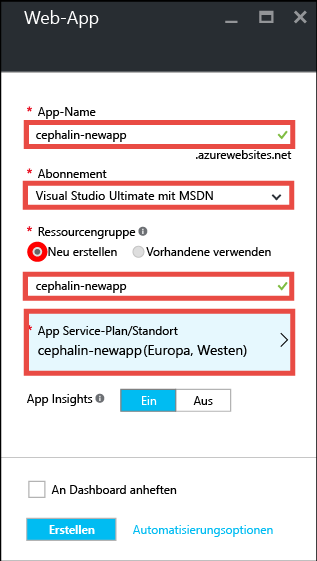 Web-App
* App-Name
cephalin-newapp
.azurewebsites.net
* Abonnement
Visual Studio Ultimate mit MSDN
* Ressourcengruppe
Neu erstellen Vorhandene verwenden
cephalin-newapp
* App Service-Plan/Standort
cephalin-newapp(Europa, Westen)
App Insights Ein Aus
An Dashboard anheften
Erstellen Automatisierungsoptionen